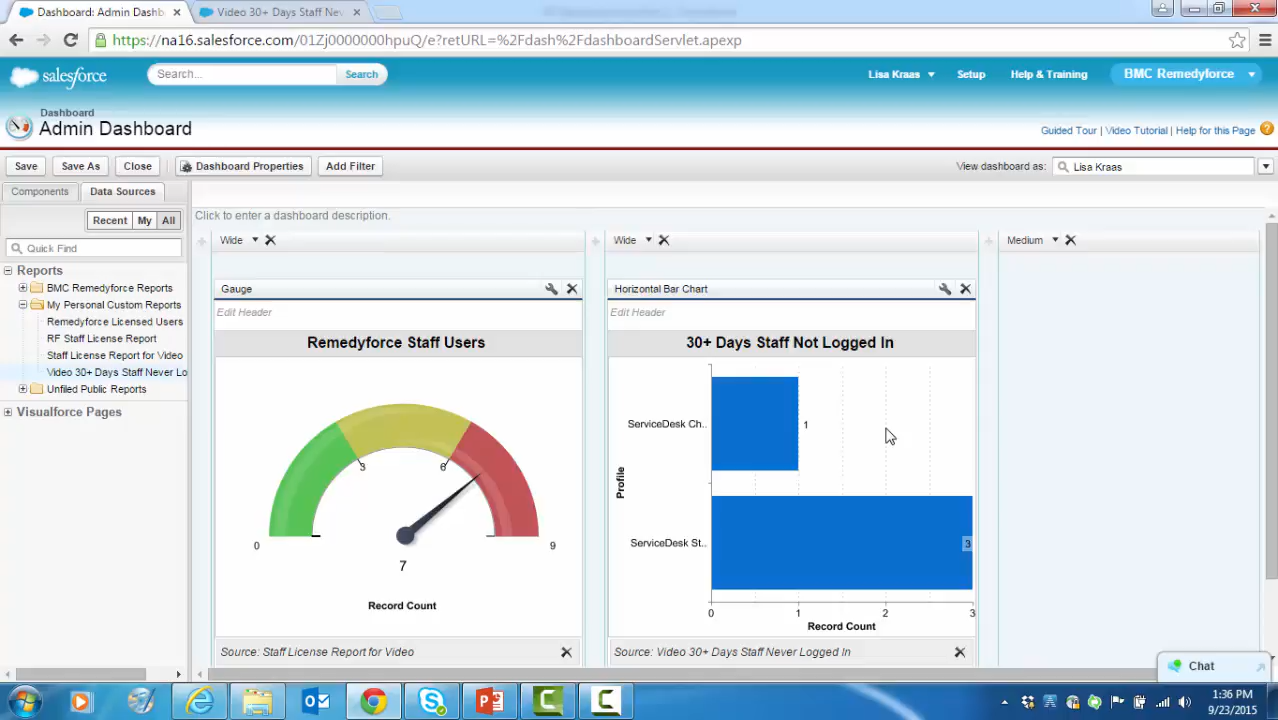 Dashboard: Admin Dashb
Video 30+ Days Staff Nev
https://na16.salesforce.com/01Zj0000000hpuQ/e?retURL=%2Fdash%2FdashboardServlet.apexp
salesforce
Search...
Search
Lisa Kraas
Setup
Help & Training
BMC Remedyforce
Dashboard
Admin Dashboard
Guided Tour | Video Tutorial | Help for this Page
Save
Save As
Close
Dashboard Properties
Add Filter
View dashboard as:
Lisa Kraas
Components
Data Sources
Recent
My
All
Quick Find
Reports
BMC Remedyforce Reports
My Personal Custom Reports
Remedyforce Licensed Users
RF Staff License Report
Staff License Report for Video
Video 30+ Days Staff Never Lo
Unfiled Public Reports
Visualforce Pages
Click to enter a dashboard description.
Wide
Gauge
Edit Header
Remedyforce Staff Users
3
6
0
9
7
Record Count
Source: Staff License Report for Video
Wide
Horizontal Bar Chart
Edit Header
30+ Days Staff Not Logged In
Profile
ServiceDesk Ch..
1
ServiceDesk St..
3
0
1
2
3
Record Count
Source: Video 30+ Days Staff Never Logged In
Medium
Chat
1:36 PM
9/23/2015